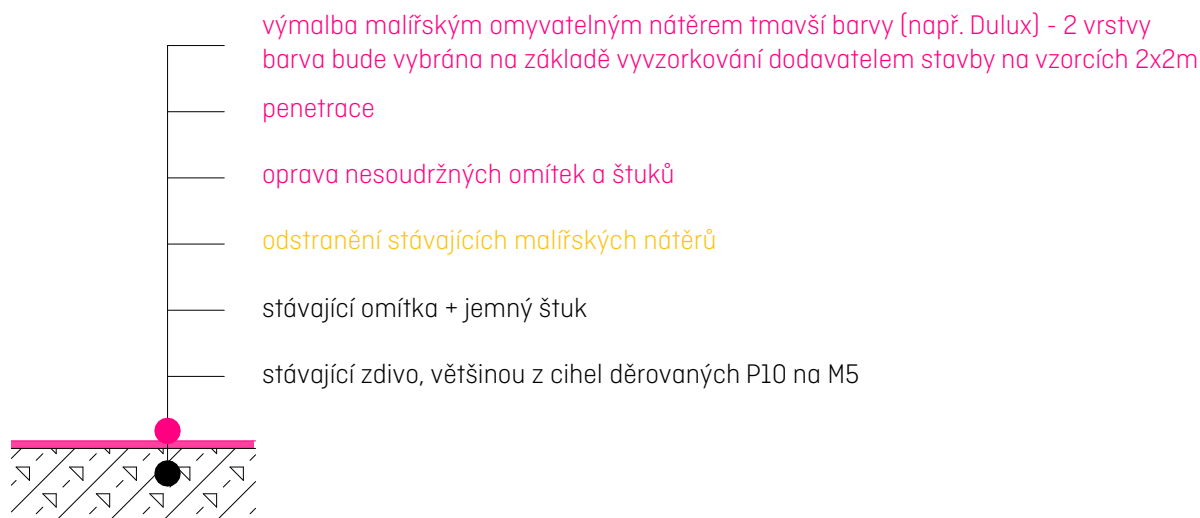 výmalba malířským omyvatelným nátěrem tmavší barvy (např. Dulux) - 2 vrstvy
barva bude vybrána na základě vyvzorkování dodavatelem stavby na vzorcích 2x2m
penetrace
oprava nesoudržných omítek a štuků
odstranění stávajících malířských nátěrů
stávající omítka + jemný štuk
stávající zdivo, většinou z cihel děrovaných P10 na M5